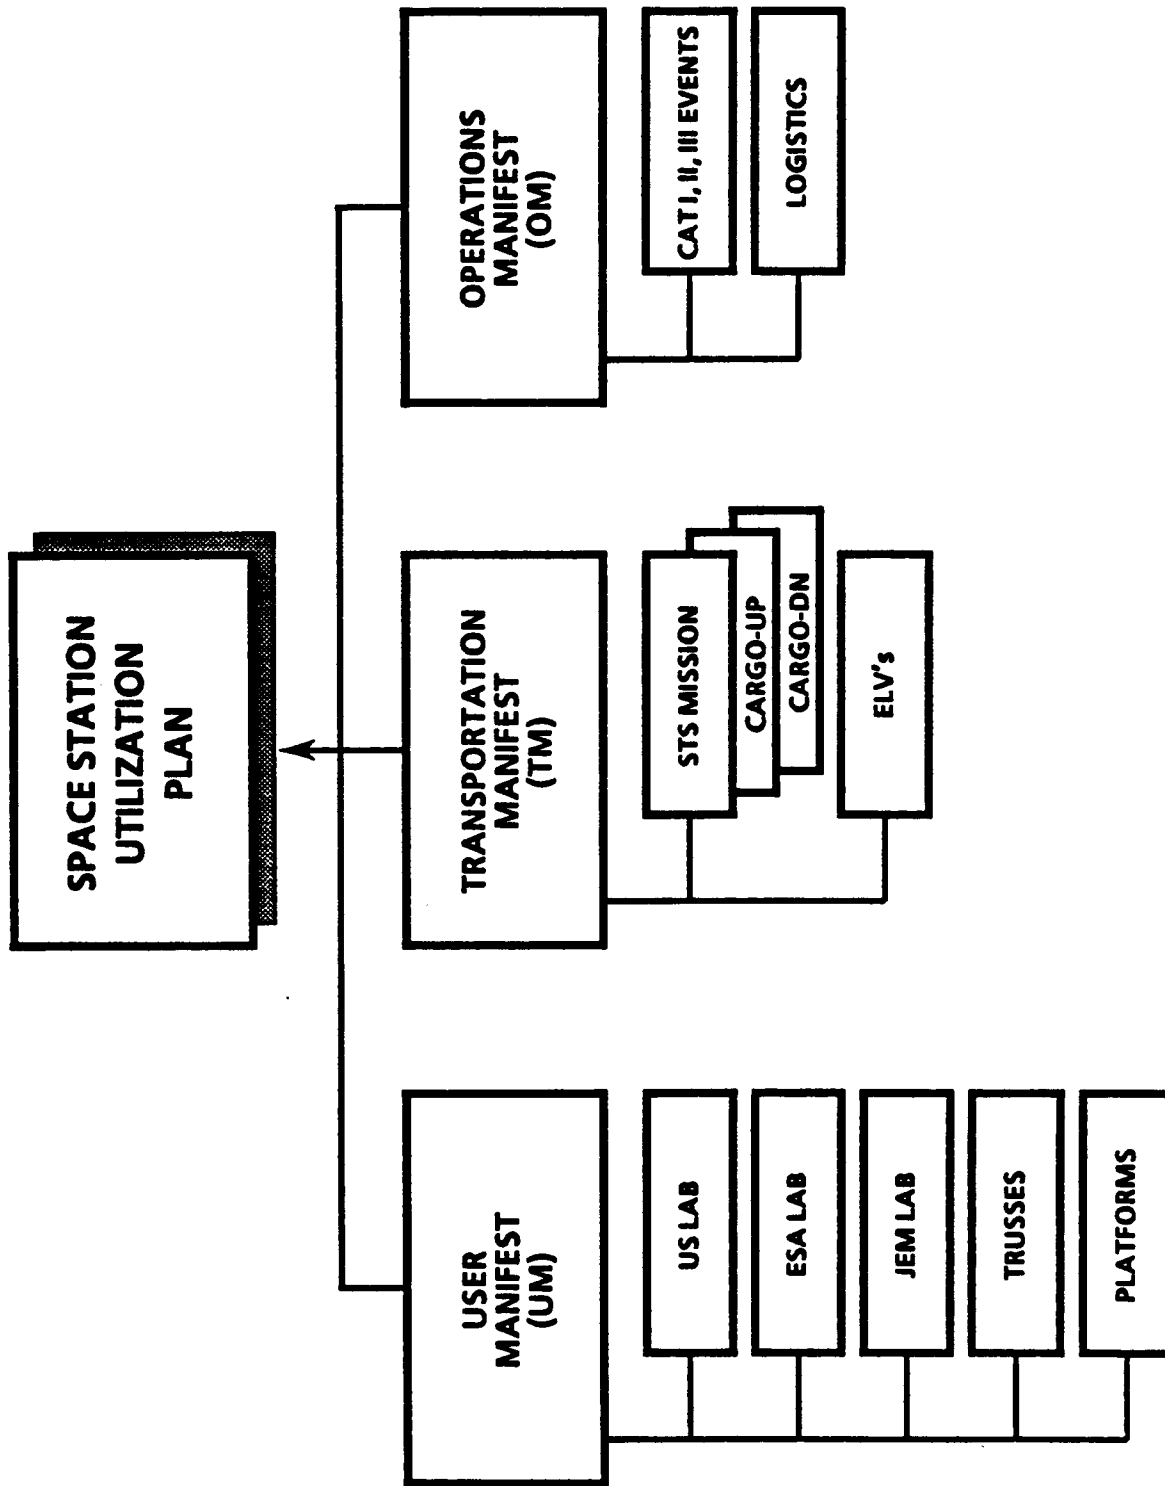 SPACE STATION
UTILIZATION
PLAN
USER
MANIFEST
(UM)
US LAB
ESA LAB
JEM LAB
TRUSSES
PLATFORMS
TRANSPORTATION
MANIFEST
(TM)
STS MISSION
CARGO-UP
CARGO-DN
ELV's
OPERATIONS
MANIFEST
(OM)
CAT I, II, III EVENTS
LOGISTICS